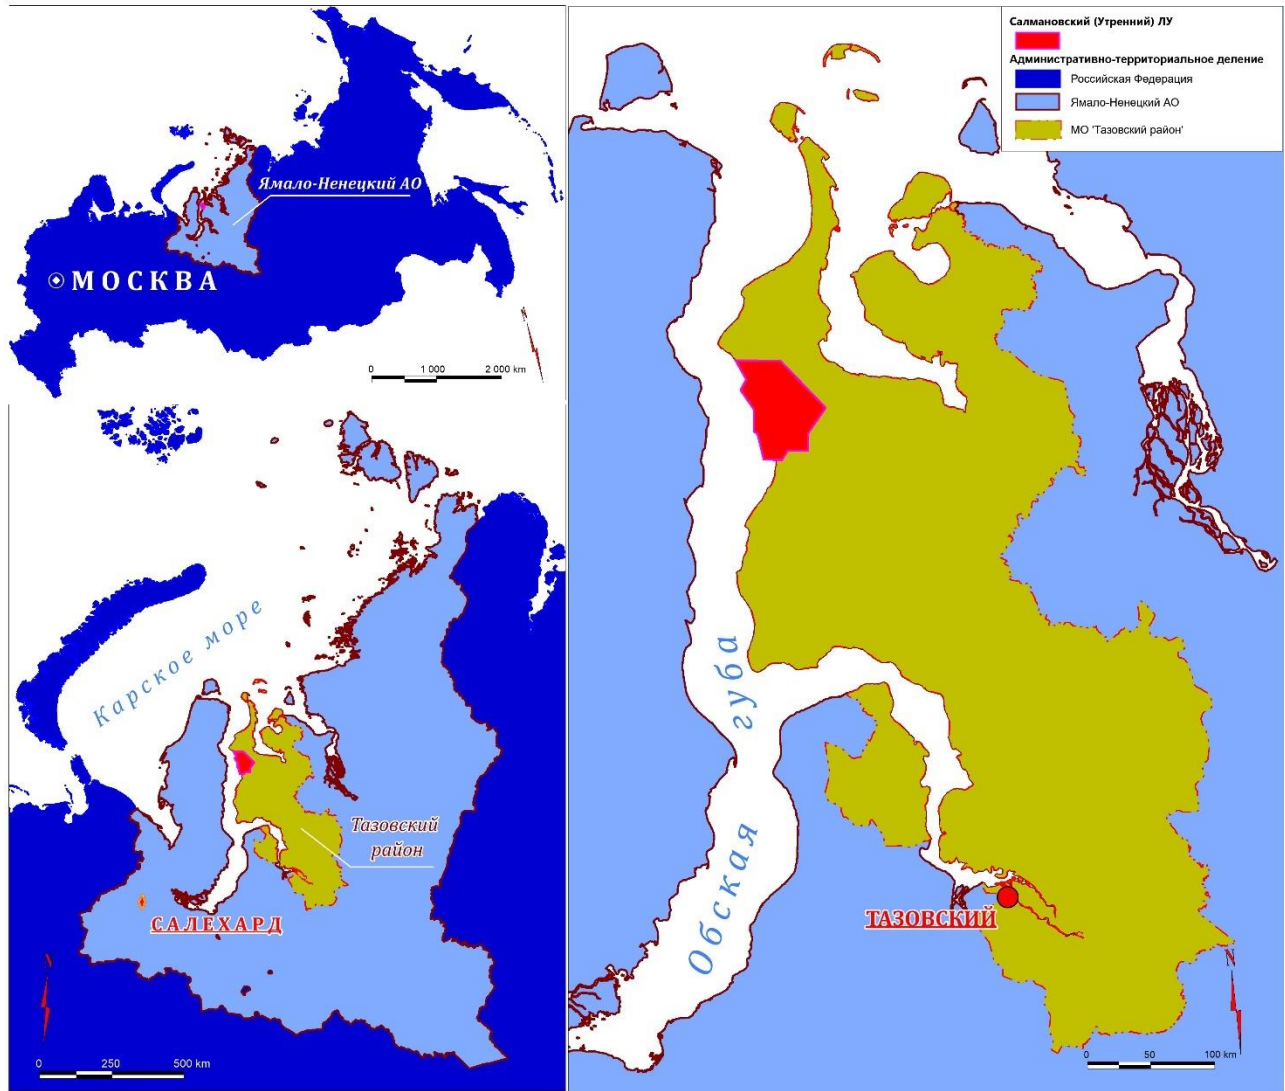 Ямало-Ненецкий АО
МОСКВА
0 1 000 2 000 km
Карское море
Тазовский
район
САЛЕХАРД
N
0 250 500 km
Салмановский (Утренний) ЛУ
Административно-территориальное деление
Российская Федерация
Ямало-Ненецкий АО
МО 'Тазовский район'
Обская губа
ТАЗОВСКИЙ
N
0 50 100 km